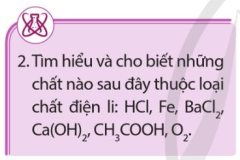 2. Tìm hiểu và cho biết những
chất nào sau đây thuộc loại
chất điện li: HCl, Fe, BaCl₂,
Ca(OH)₂, CH₃COOH, O₂.